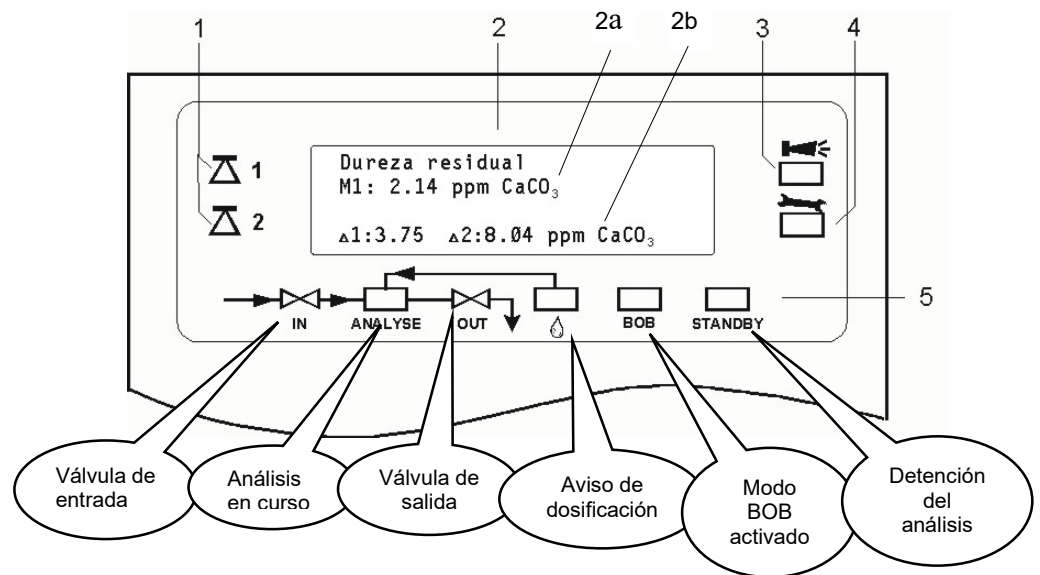 1
2
2a
2b
3
4
1
2
Dureza residual
M1: 2.14 ppm CaCO₃
▵1:3.75 ▵2:8.04 ppm CaCO₃
5
IN
ANALYSE
OUT
BOB
STANDBY
Válvula de
entrada
Análisis
en curso
Válvula de
salida
Aviso de
dosificación
Modo
BOB
activado
Detención
del
análisis